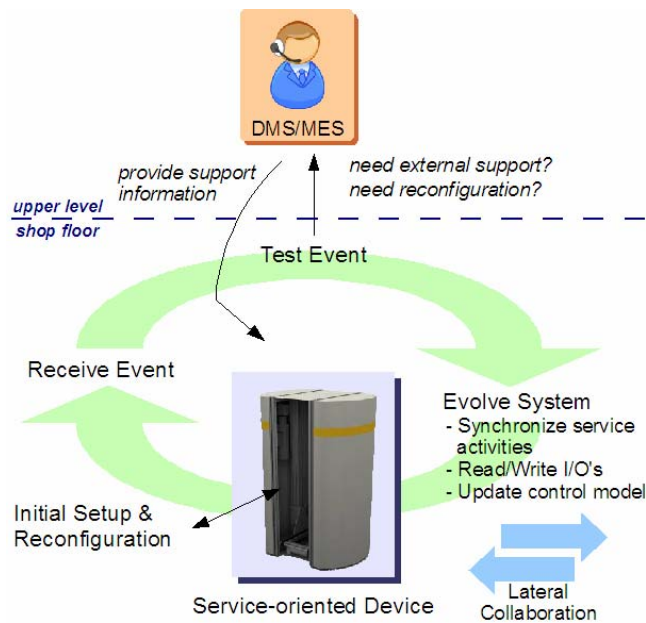 DMS/MES
provide support
information
need external support?
need reconfiguration?
upper level
shop floor
Test Event
Receive Event
Evolve System
- Synchronize service
activities
- Read/Write I/O's
- Update control model
Initial Setup &
Reconfiguration
Service-oriented Device
Lateral
Collaboration